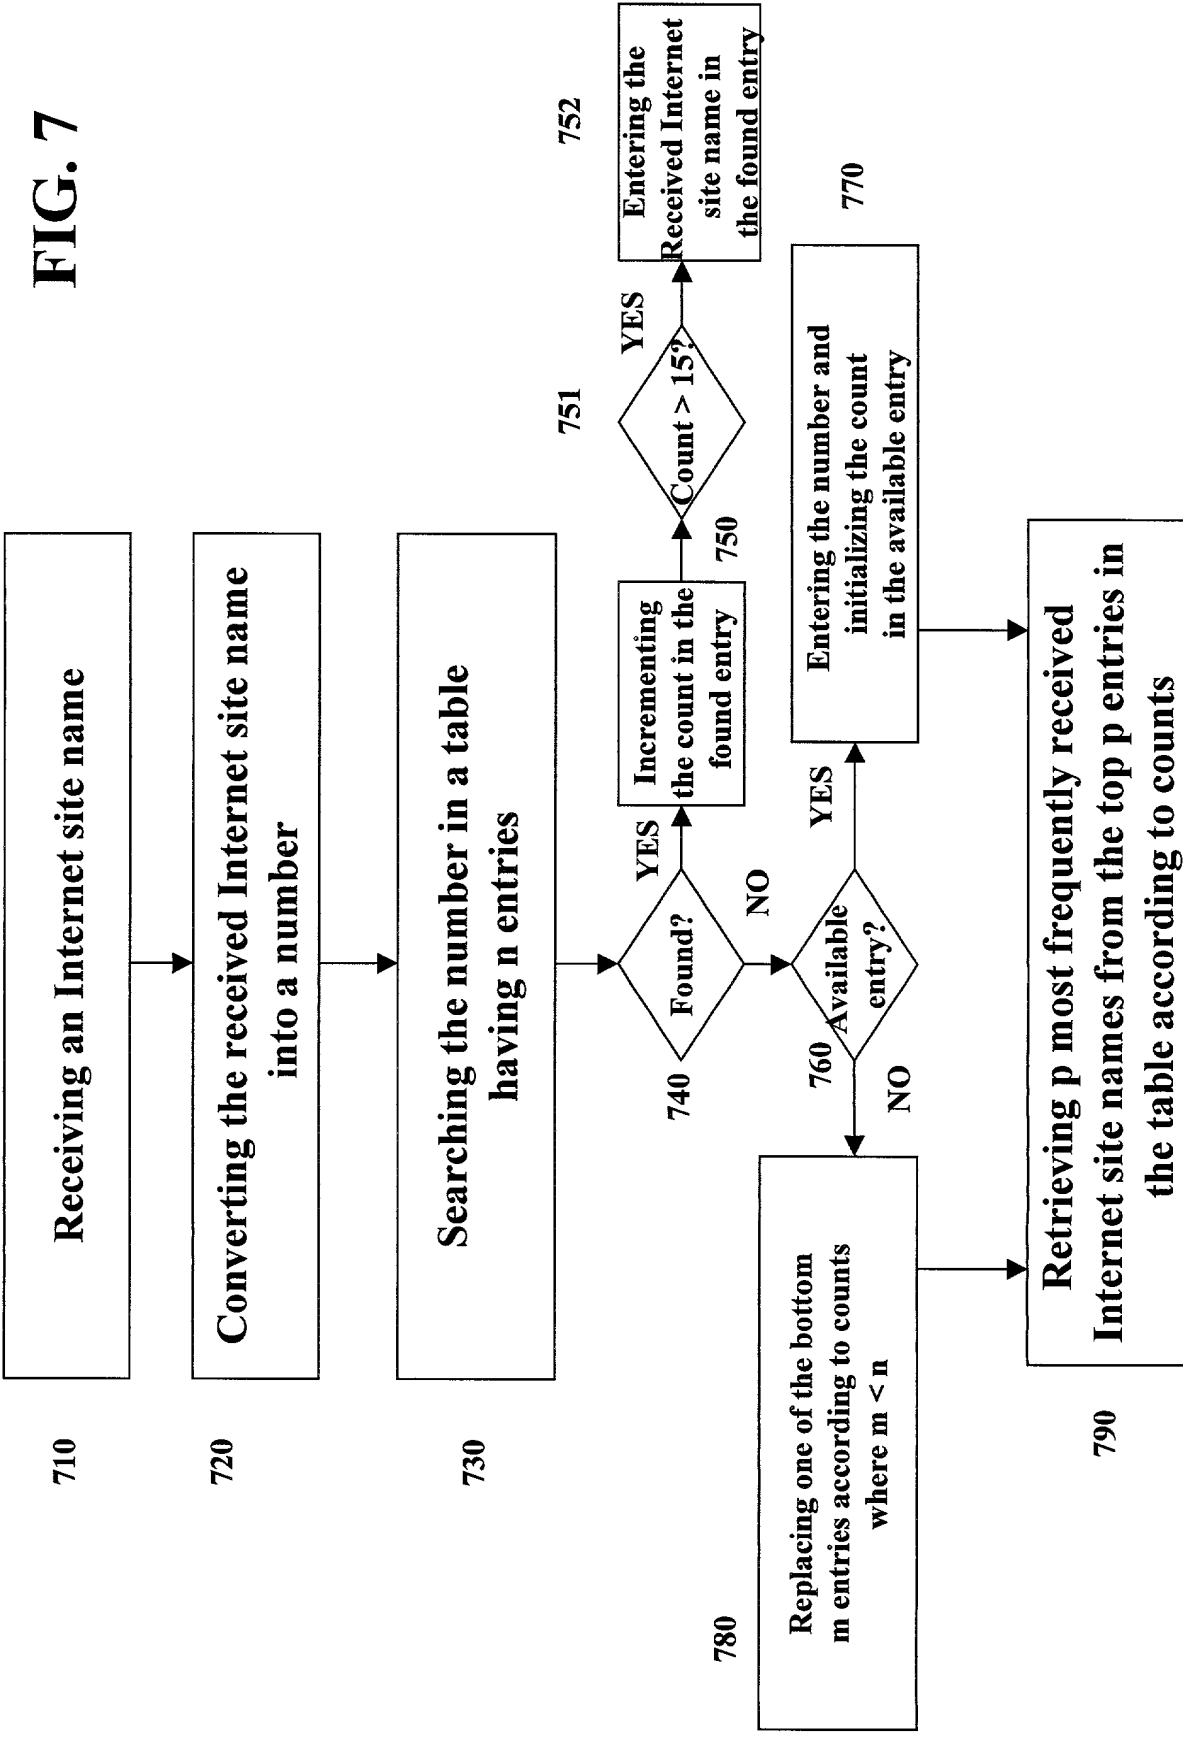 FIG. 7
710
Receiving an Internet site name
720
Converting the received Internet site name
into a number
730
Searching the number in a table
having n entries
740
Found?
YES
NO
Incrementing
the count in the
found entry
750
751
Count > 15?
YES
752
Entering the
Received Internet
site name in
the found entry
760
Available
entry?
YES
NO
Entering the number and
initializing the count
in the available entry
770
780
Replacing one of the bottom
m entries according to counts
where m < n
790
Retrieving p most frequently received
Internet site names from the top p entries in
the table according to counts